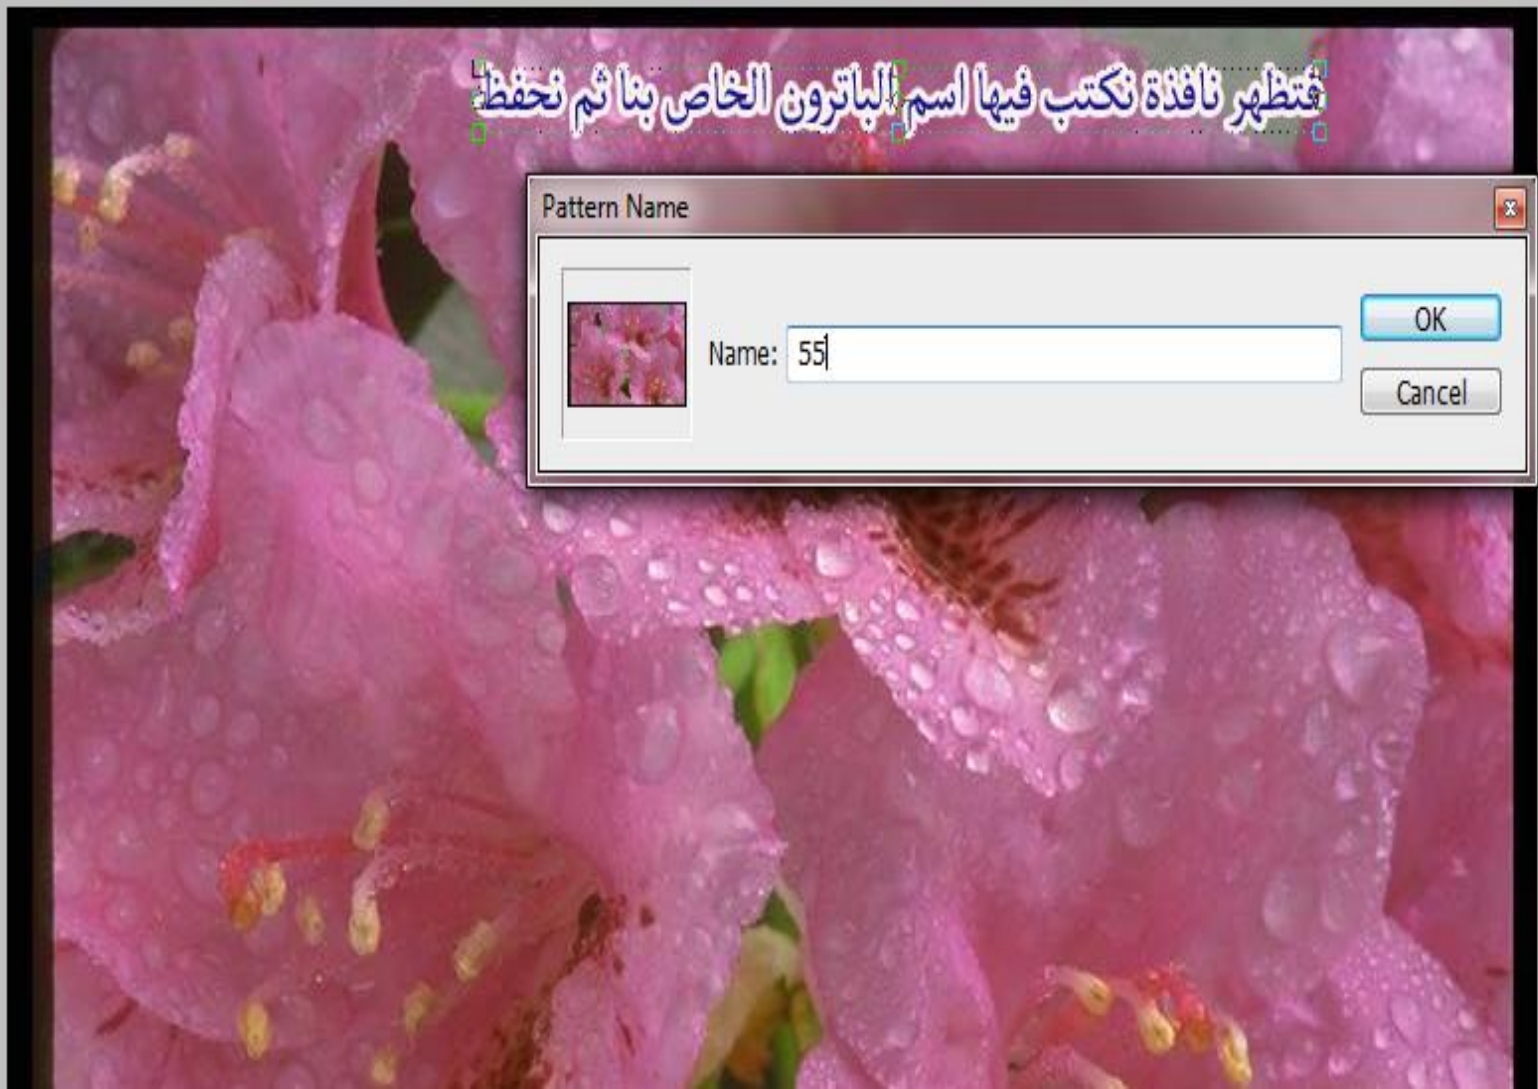 فتظهر نافذة نكتب فيها اسم الباترون الخاص بنا ثم نحفظ
Pattern Name
Name: 55
OK
Cancel